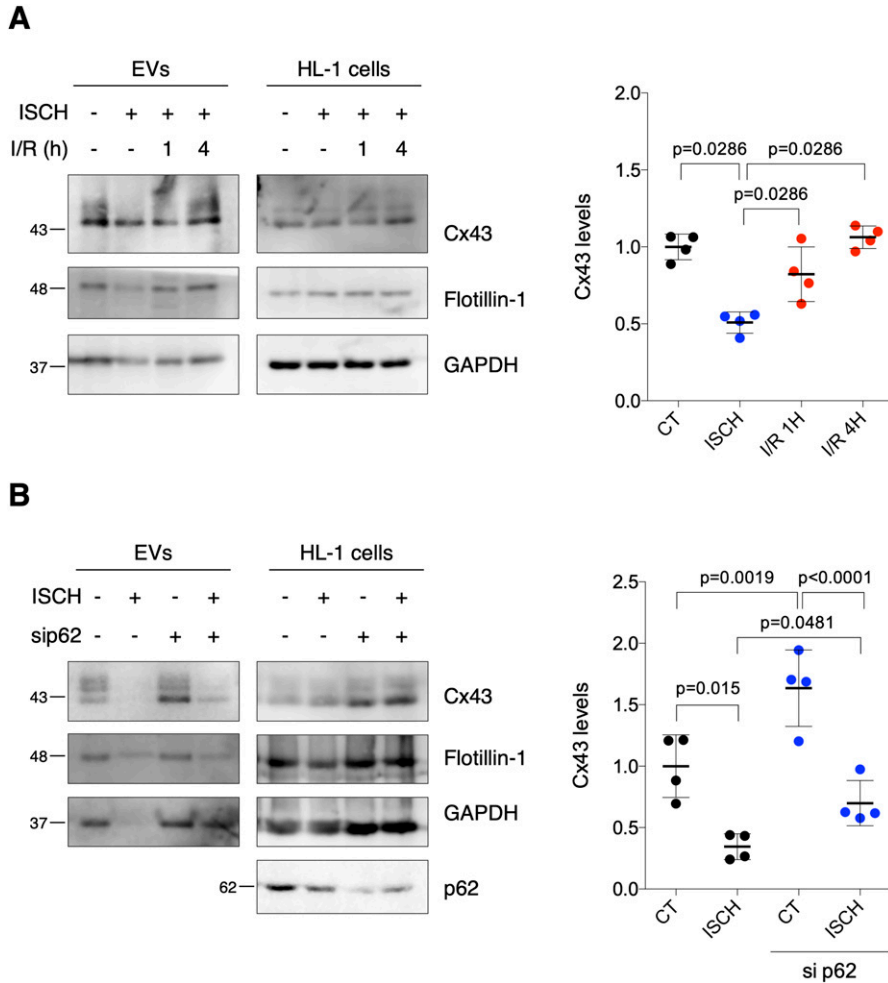 A
EVs HL-1 cells
ISCH - + + + - + + +
I/R (h) - - 1 4 - - 1 4
43 Cx43
48 Flotillin-1
37 GAPDH
Cx43 levels
2.0
1.5
1.0
0.5
0.0
p=0.0286 p=0.0286
p=0.0286
CT ISCH I/R 1H I/R 4H
B
EVs HL-1 cells
ISCH - + - + - + - +
sip62 - - + + - - + +
43 Cx43
48 Flotillin-1
37 GAPDH
62 p62
Cx43 levels
2.5
2.0
1.5
1.0
0.5
0.0
p=0.0019 p<0.0001
p=0.0481
p=0.015
CT ISCH CT ISCH
si p62